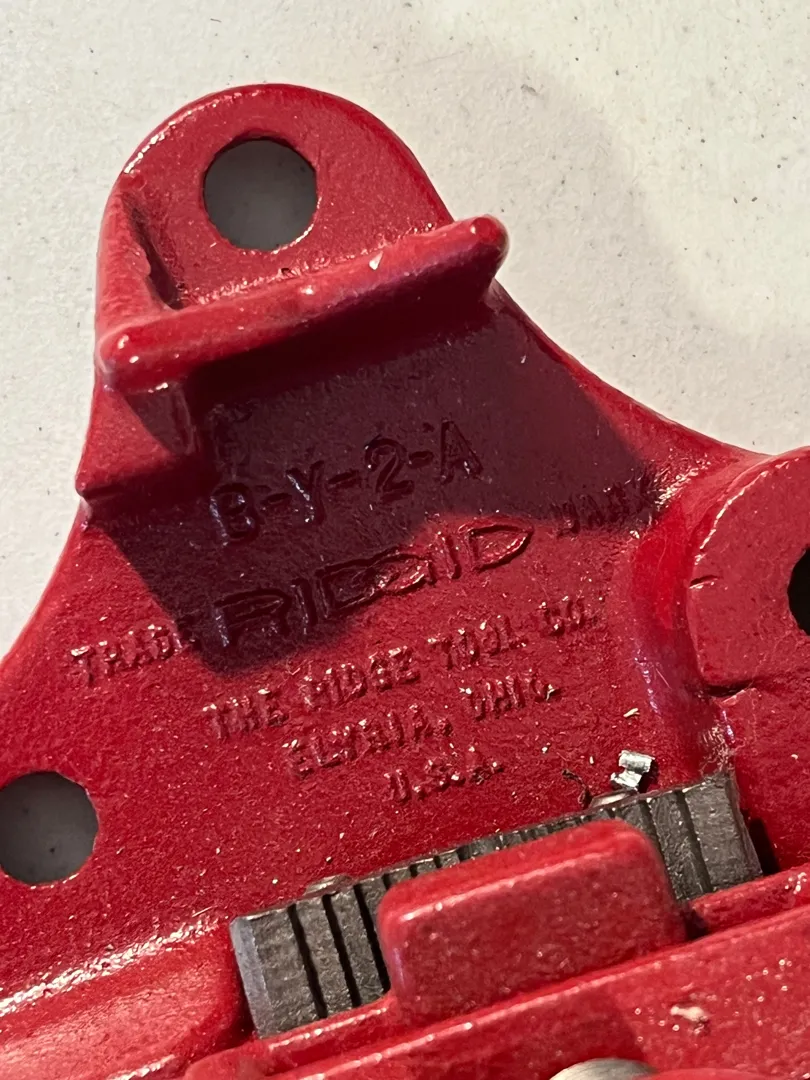 B-Y-2-A
TRADE RIDGID MARK
THE RIDGE TOOL CO.
ELYRIA, OHIO.
U.S.A.